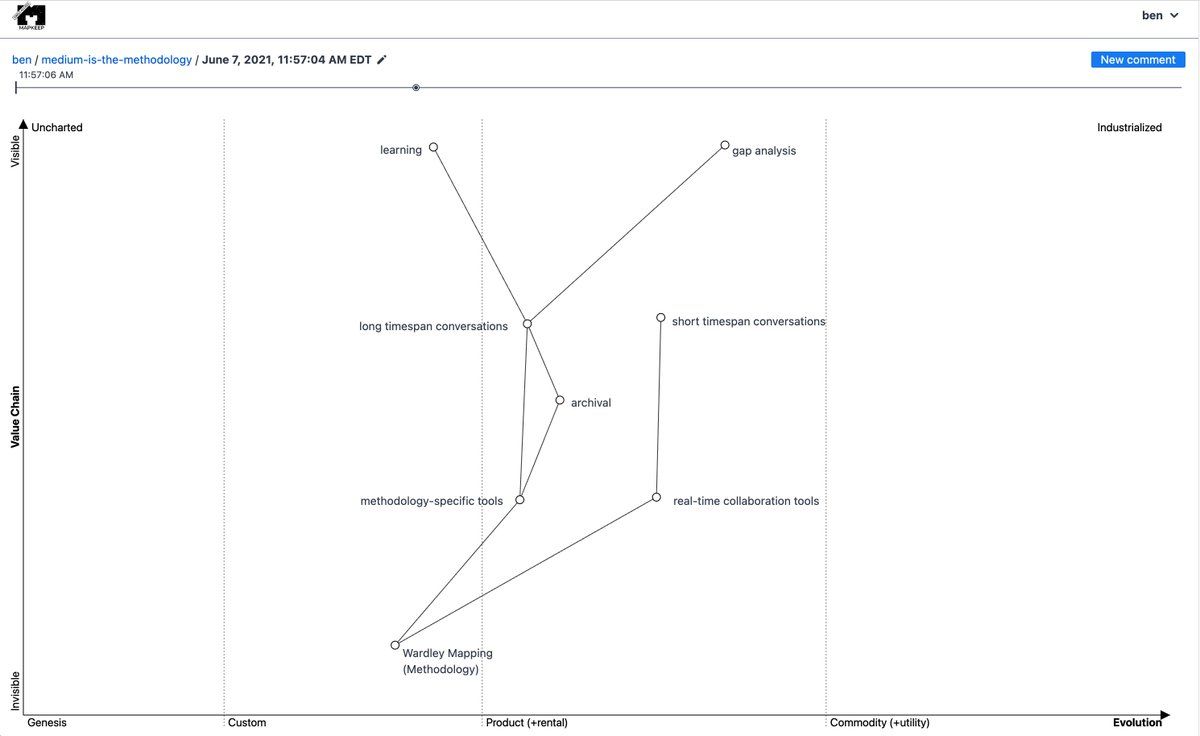 MAPKEEP
ben
ben / medium-is-the-methodology / June 7, 2021, 11:57:04 AM EDT
New comment
11:57:06 AM
Uncharted
Industrialized
Visible
learning
gap analysis
long timespan conversations
short timespan conversations
Value Chain
archival
methodology-specific tools
real-time collaboration tools
Wardley Mapping
(Methodology)
Invisible
Genesis
Custom
Product (+rental)
Commodity (+utility)
Evolution